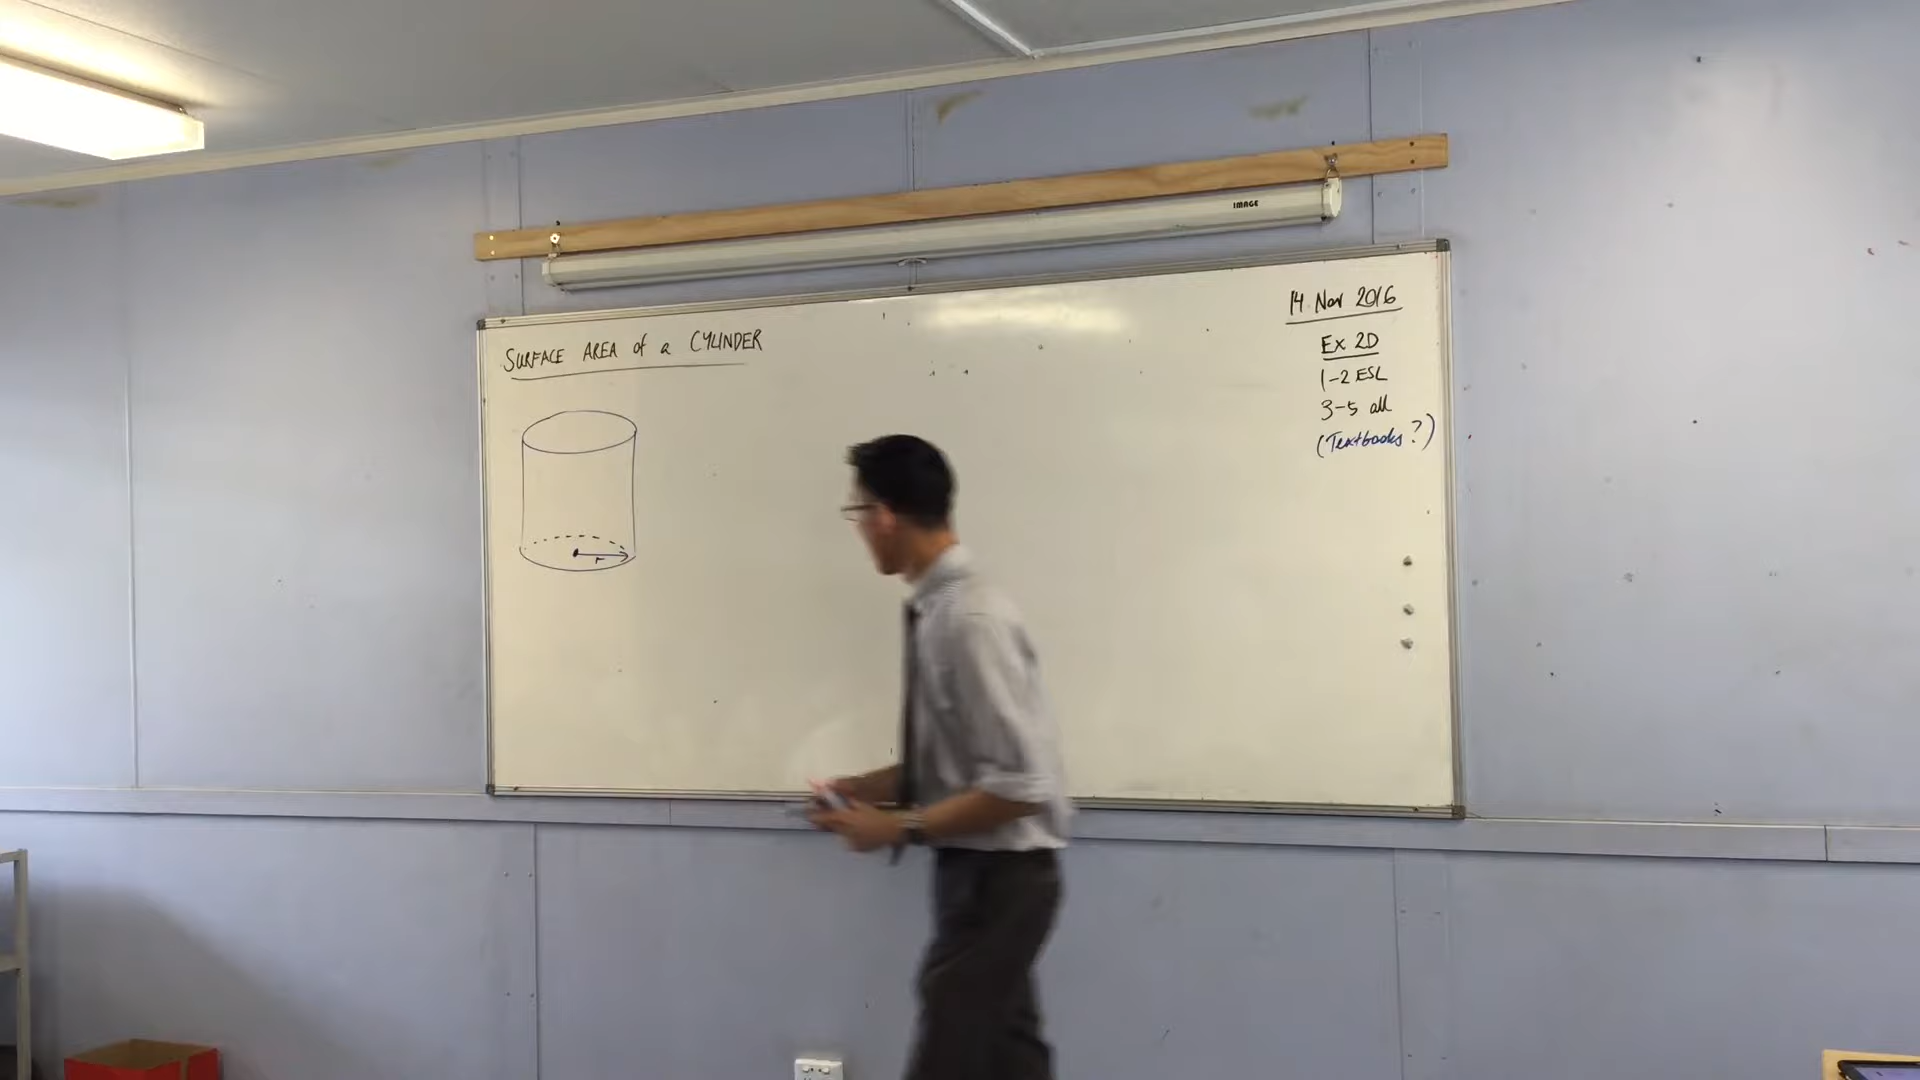 IMAGE
SURFACE AREA of a CYLINDER
r
14 Nov 2016
Ex 2D
1-2 ESL
3-5 all
(Textbooks?)